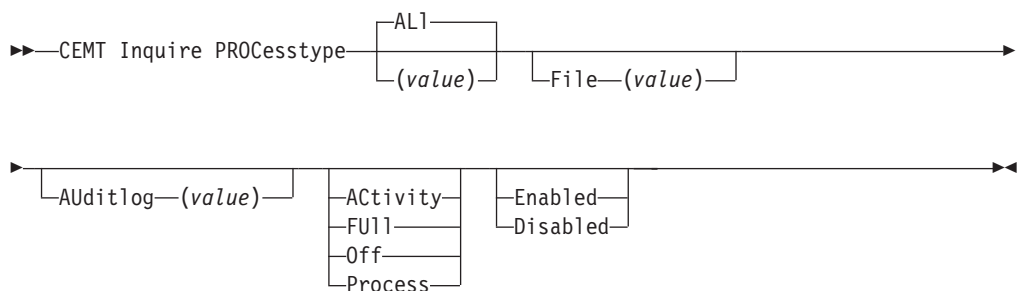 ALl
CEMT Inquire PROCesstype
(value)
File (value)
AUditlog (value)
ACtivity
FUll
Off
Process
Enabled
Disabled